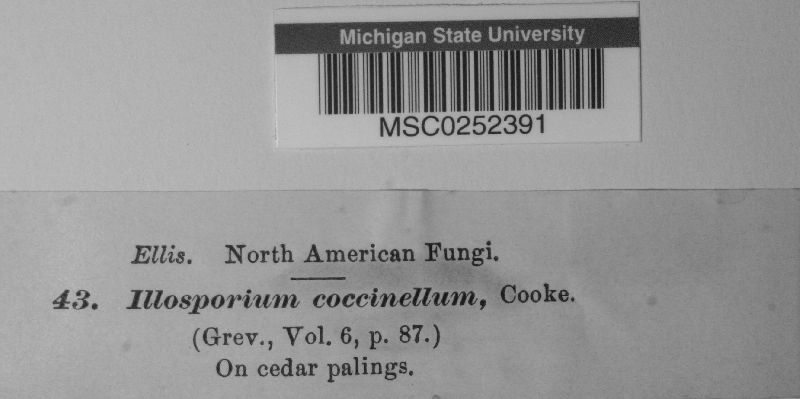 Michigan State University
MSC0252391
Ellis. North American Fungi.
43. Illosporium coccinellum, Cooke.
(Grev., Vol. 6, p. 87.)
On cedar palings.